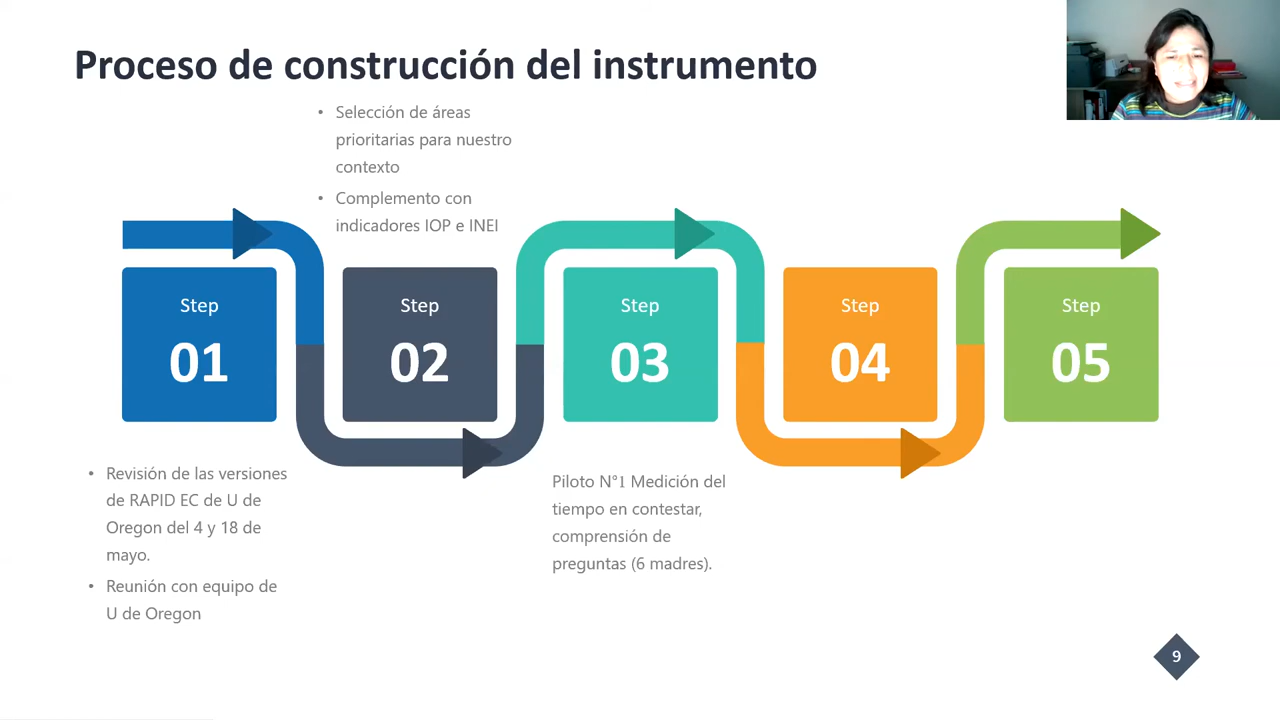 Proceso de construcción del instrumento
• Selección de áreas
prioritarias para nuestro
contexto
• Complemento con
indicadores IOP e INEI
Step
01
Step
02
Step
03
Step
04
Step
05
• Revisión de las versiones
de RAPID EC de U de
Oregon del 4 y 18 de
mayo.
• Reunión con equipo de
U de Oregon
Piloto N°1 Medición del
tiempo en contestar,
comprensión de
preguntas (6 madres).
9